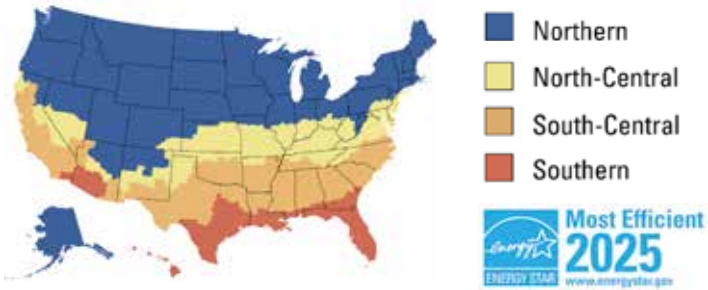 Northern
North-Central
South-Central
Southern
energy
ENERGY STAR
Most Efficient
2025
www.energystar.gov